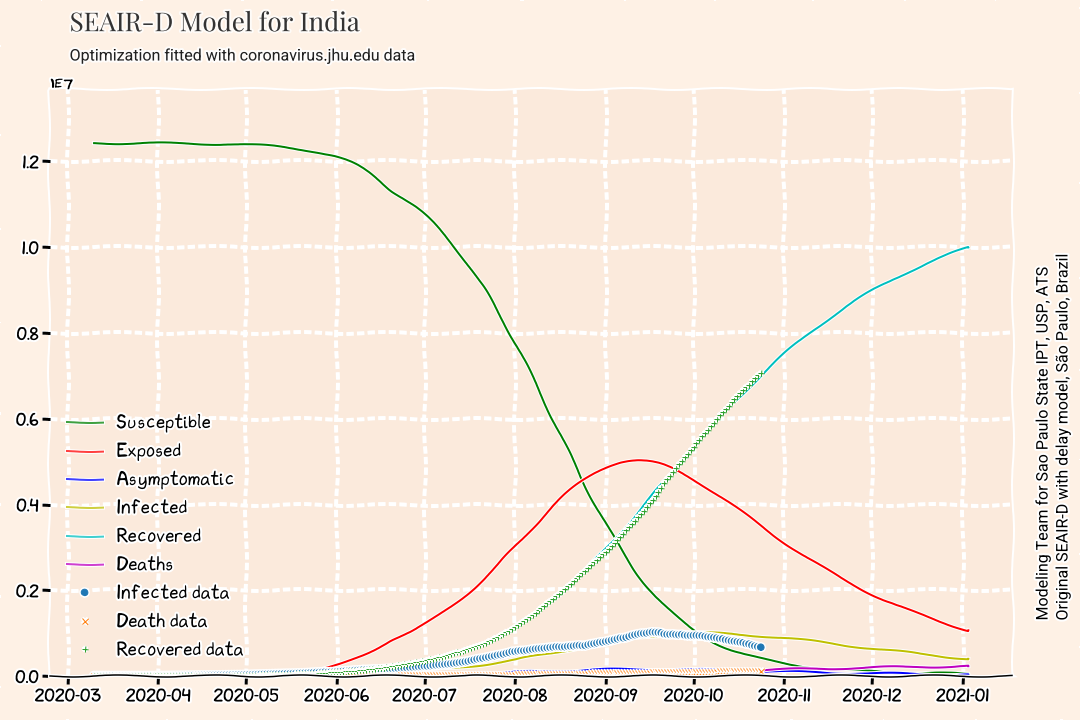 SEAIR-D Model for India
Optimization fitted with coronavirus.jhu.edu data
1E7
1.2
1.0
0.8
0.6
0.4
0.2
0.0
Susceptible
Exposed
Asymptomatic
Infected
Recovered
Deaths
Infected data
Death data
Recovered data
2020-03 2020-04 2020-05 2020-06 2020-07 2020-08 2020-09 2020-10 2020-11 2020-12 2021-01
Modeling Team for Sao Paulo State IPT, USP, ATS
Original SEAIR-D with delay model, São Paulo, Brazil